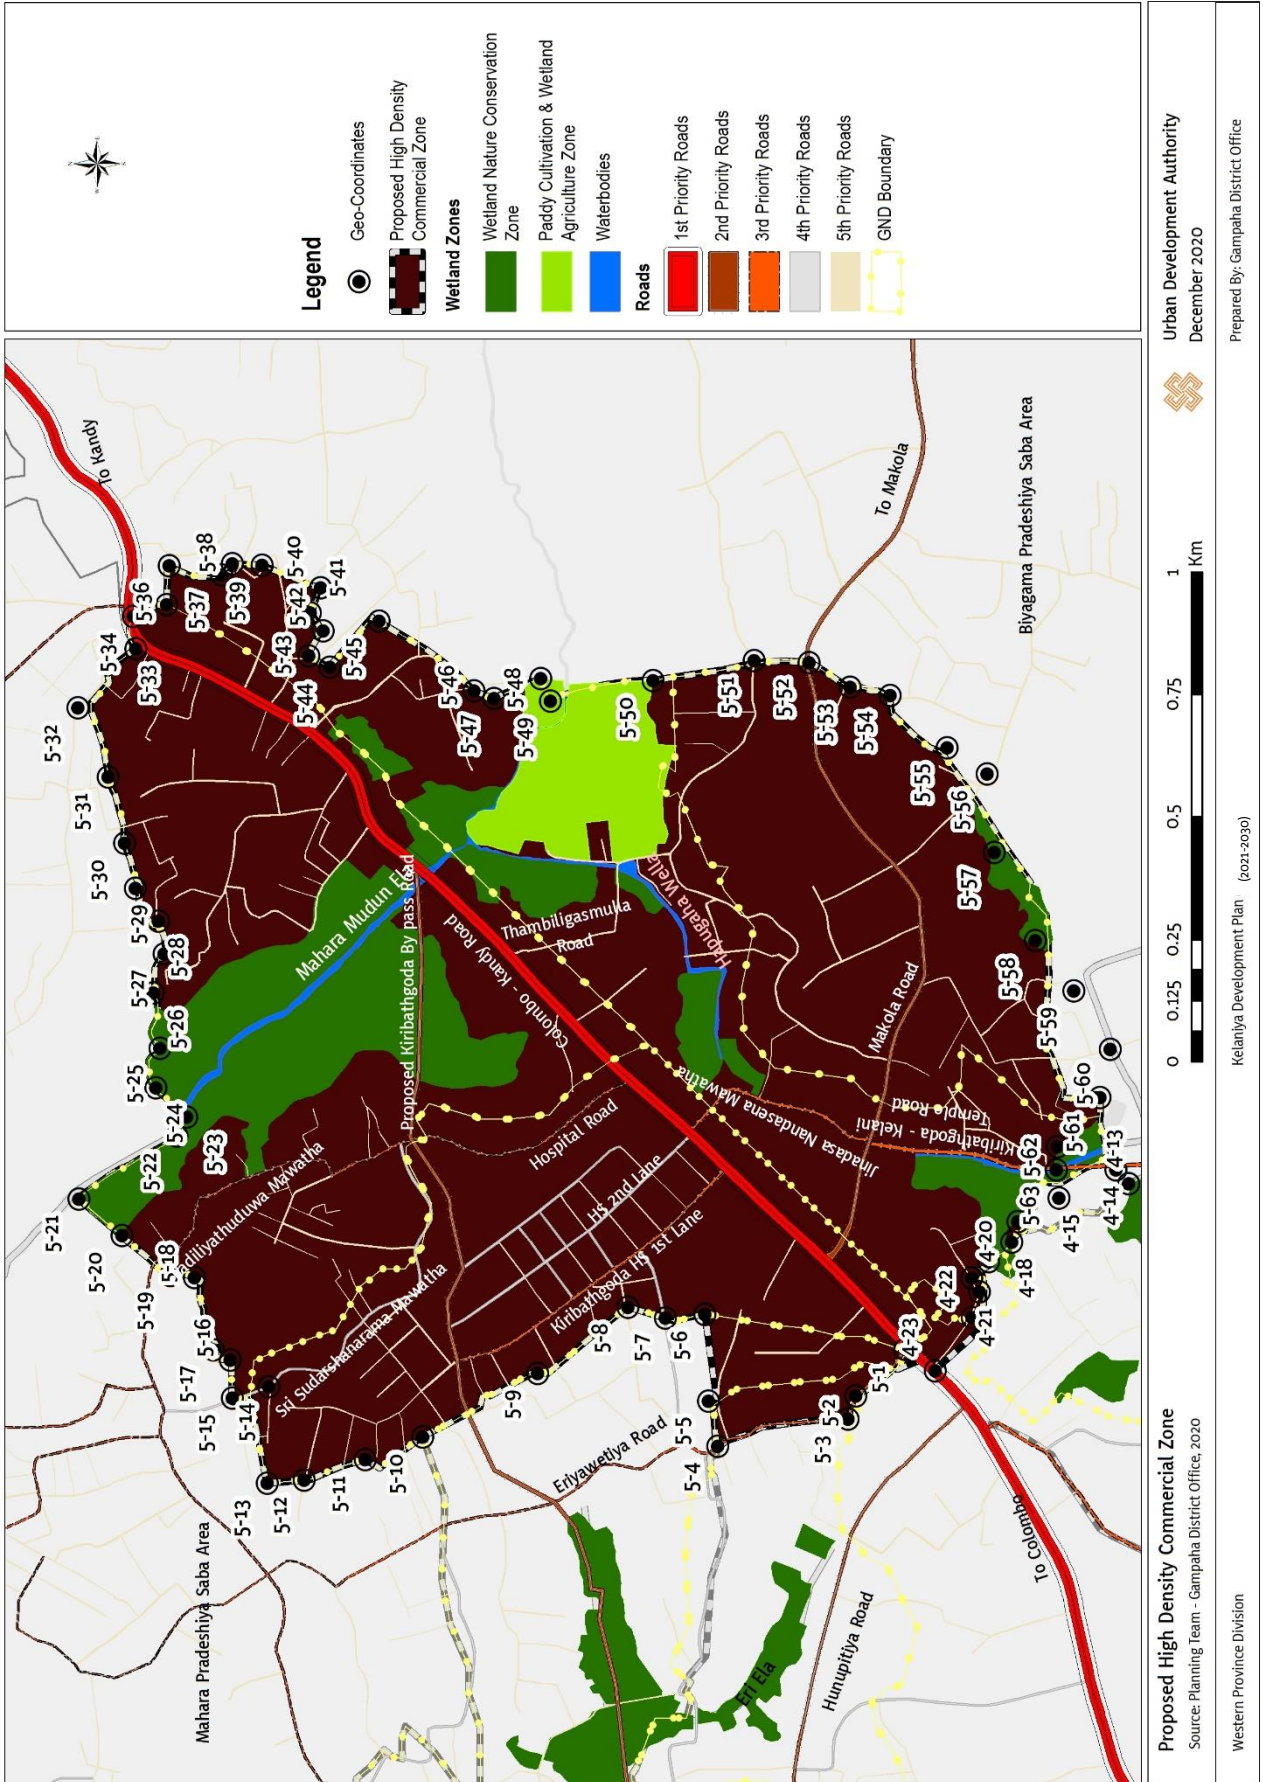 Legend
Geo-Coordinates
Proposed High Density
Commercial Zone
Wetland Zones
Wetland Nature Conservation
Zone
Paddy Cultivation & Wetland
Agriculture Zone
Waterbodies
Roads
1st Priority Roads
2nd Priority Roads
3rd Priority Roads
4th Priority Roads
5th Priority Roads
GND Boundary
To Kandy
To Makola
Biyagama Pradeshiya Saba Area
Mahara Pradeshiya Saba Area
Mahara Mudun Ela
Proposed Kiribathgoda By pass Road
Colombo - Kandy Road
Thambiligasmulla
Road
Hapugaha Wella
Makola Road
Jinadasa Nandasena Mawatha
Kiribathgoda - Kelani
Temple Road
Hospital Road
HS 2nd Lane
Kiribathgoda HS 1st Lane
Sri Sudarshanarama Mawatha
adiliyathuduwa Mawatha
Eriyawetiya Road
Hunupitiya Road
Eri Ela
To Colombo
5-1
5-2
5-3
5-4
5-5
5-6
5-7
5-8
5-9
5-10
5-11
5-12
5-13
5-14
5-15
5-16
5-17
5-18
5-19
5-20
5-21
5-22
5-23
5-24
5-25
5-26
5-27
5-28
5-29
5-30
5-31
5-32
5-33
5-34
5-36
5-37
5-38
5-39
5-40
5-41
5-42
5-43
5-44
5-45
5-46
5-47
5-48
5-49
5-50
5-51
5-52
5-53
5-54
5-55
5-56
5-57
5-58
5-59
5-60
5-61
5-62
5-63
4-13
4-14
4-15
4-18
4-20
4-21
4-22
4-23
0 0.125 0.25 0.5 0.75 1
Km
Proposed High Density Commercial Zone
Source: Planning Team - Gampaha District Office, 2020
Urban Development Authority
December 2020
Western Province Division
Kelaniya Development Plan (2021-2030)
Prepared By: Gampaha District Office